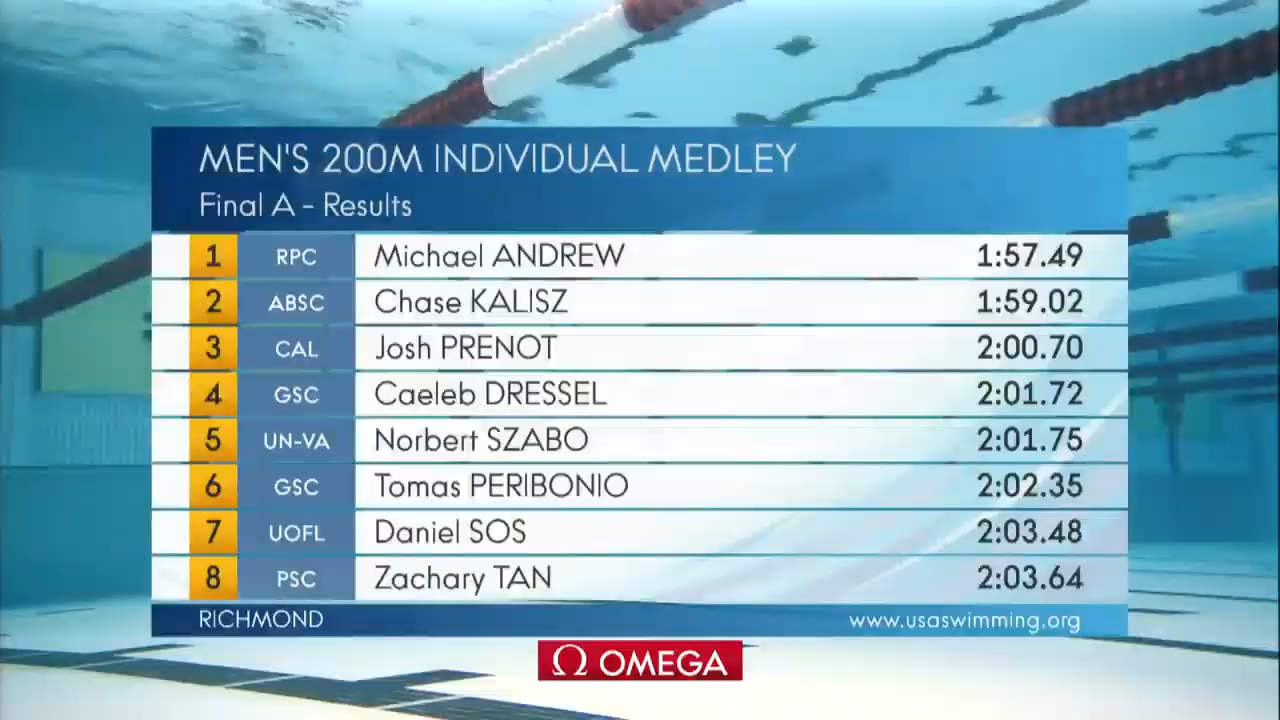 MEN'S 200M INDIVIDUAL MEDLEY
Final A - Results
1 RPC Michael ANDREW 1:57.49
2 ABSC Chase KALISZ 1:59.02
3 CAL Josh PRENOT 2:00.70
4 GSC Caeleb DRESSEL 2:01.72
5 UN-VA Norbert SZABO 2:01.75
6 GSC Tomas PERIBONIO 2:02.35
7 UOFL Daniel SOS 2:03.48
8 PSC Zachary TAN 2:03.64
RICHMOND www.usaswimming.org
Ω OMEGA